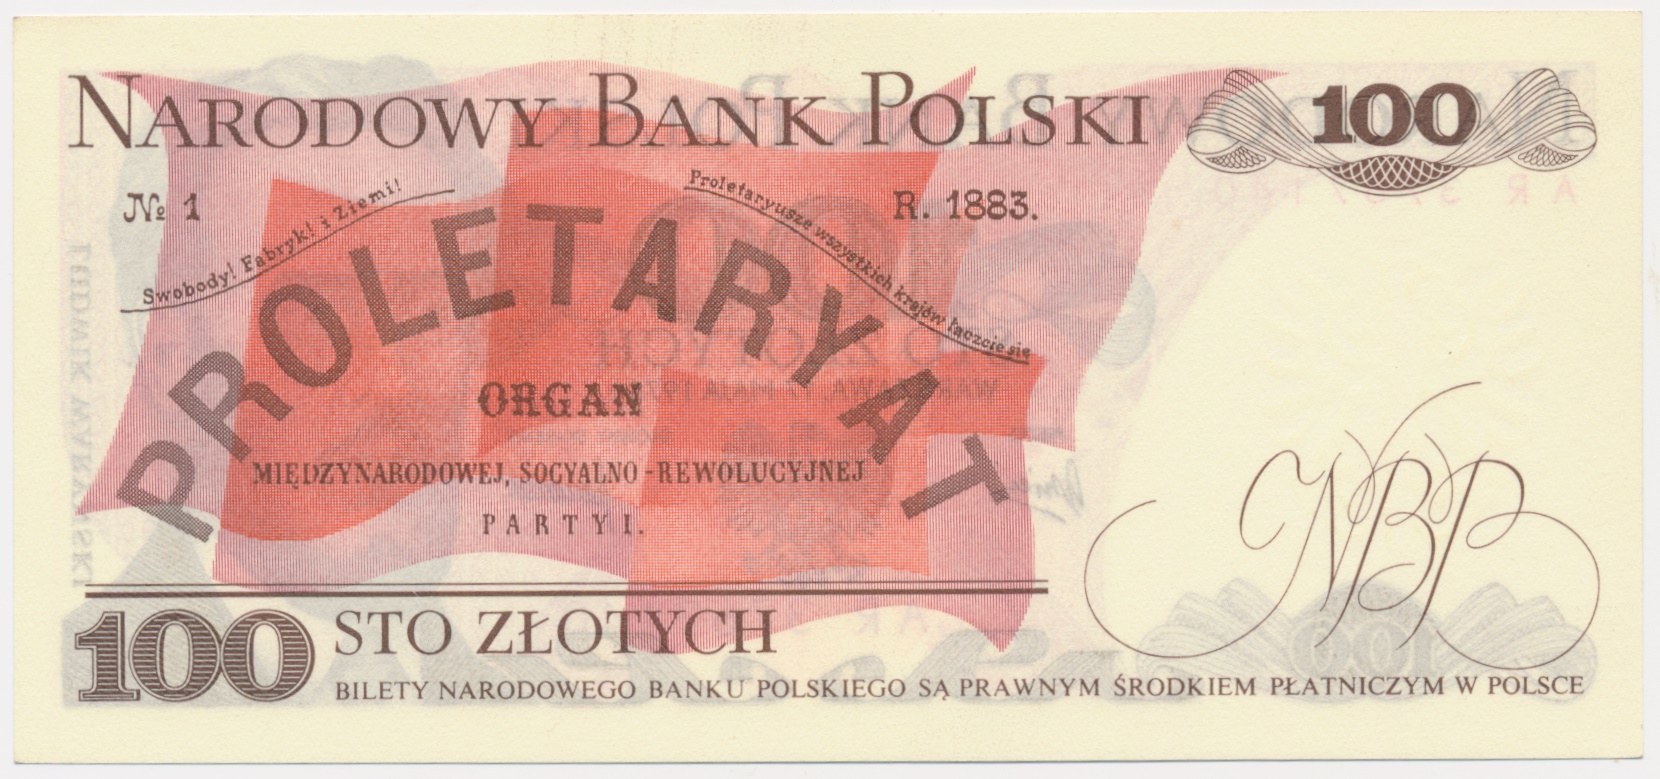 NARODOWY BANK POLSKI 100
№ 1
Swobody! Fabryk! i Ziemi!
Proletaryusze wszystkich krajów łączcie się
R. 1883.
PROLETARYAT
ORGAN
MIĘDZYNARODOWEJ, SOCYALNO-REWOLUCYJNEJ
PARTYI.
NBP
100 STO ZŁOTYCH
BILETY NARODOWEGO BANKU POLSKIEGO SĄ PRAWNYM ŚRODKIEM PŁATNICZYM W POLSCE